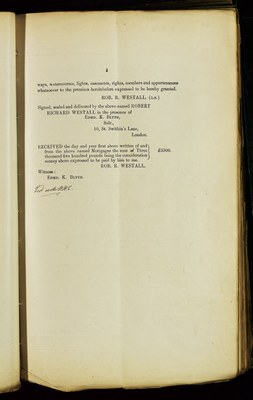 5
ways, watercourses, lights, easements, rights, members and appurtenances
whatsoever to the premises hereinbefore expressed to be hereby granted.
ROB. R. WESTALL. (L.S.)
Signed, sealed and delivered by the above named ROBERT
RICHARD WESTALL in the presence of
Edmd. K. Blyth,
Solr.,
10, St. Swithin's Lane,
London.
RECEIVED the day and year first above written of and
from the above named Mortgagee the sum of Three
thousand five hundred pounds being the consideration
money above expressed to be paid by him to me.
£3500.
ROB. R. WESTALL.
Witness:
Edmd. K. Blyth.